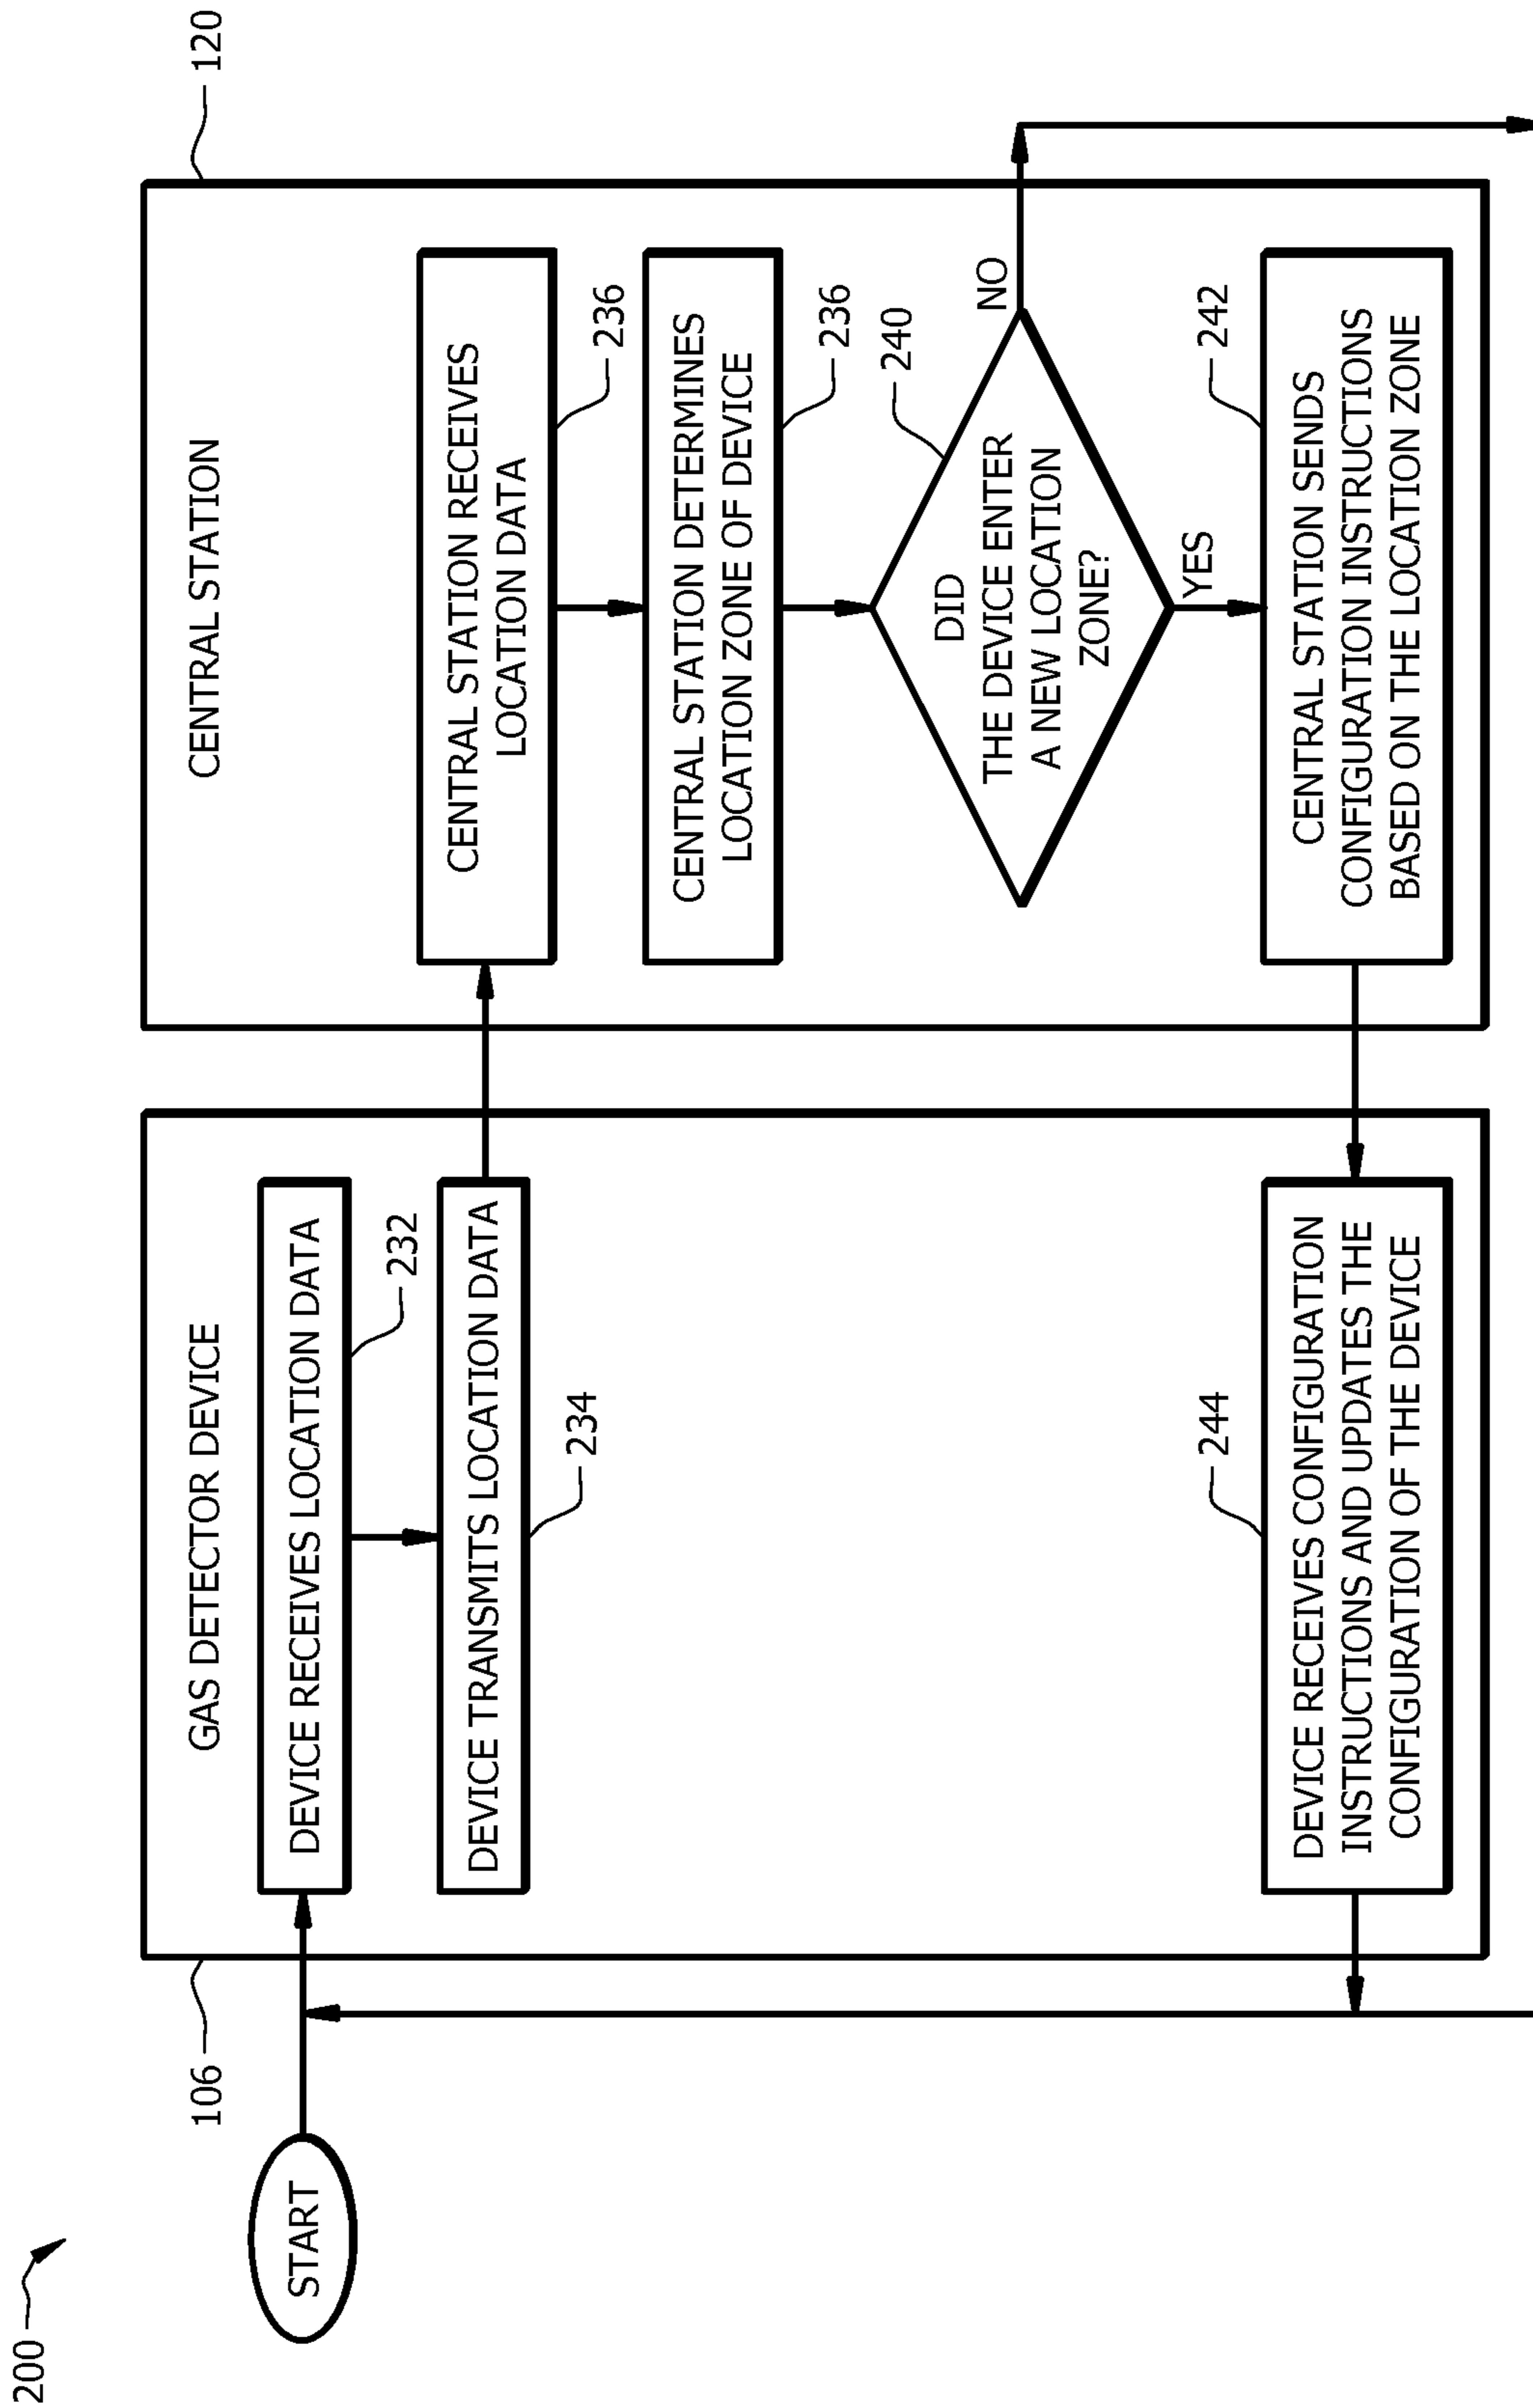 200
START
106
GAS DETECTOR DEVICE
DEVICE RECEIVES LOCATION DATA
232
DEVICE TRANSMITS LOCATION DATA
234
244
DEVICE RECEIVES CONFIGURATION
INSTRUCTIONS AND UPDATES THE
CONFIGURATION OF THE DEVICE
120
CENTRAL STATION
CENTRAL STATION RECEIVES
LOCATION DATA
236
CENTRAL STATION DETERMINES
LOCATION ZONE OF DEVICE
236
240
DID
THE DEVICE ENTER
A NEW LOCATION
ZONE?
NO
YES
242
CENTRAL STATION SENDS
CONFIGURATION INSTRUCTIONS
BASED ON THE LOCATION ZONE